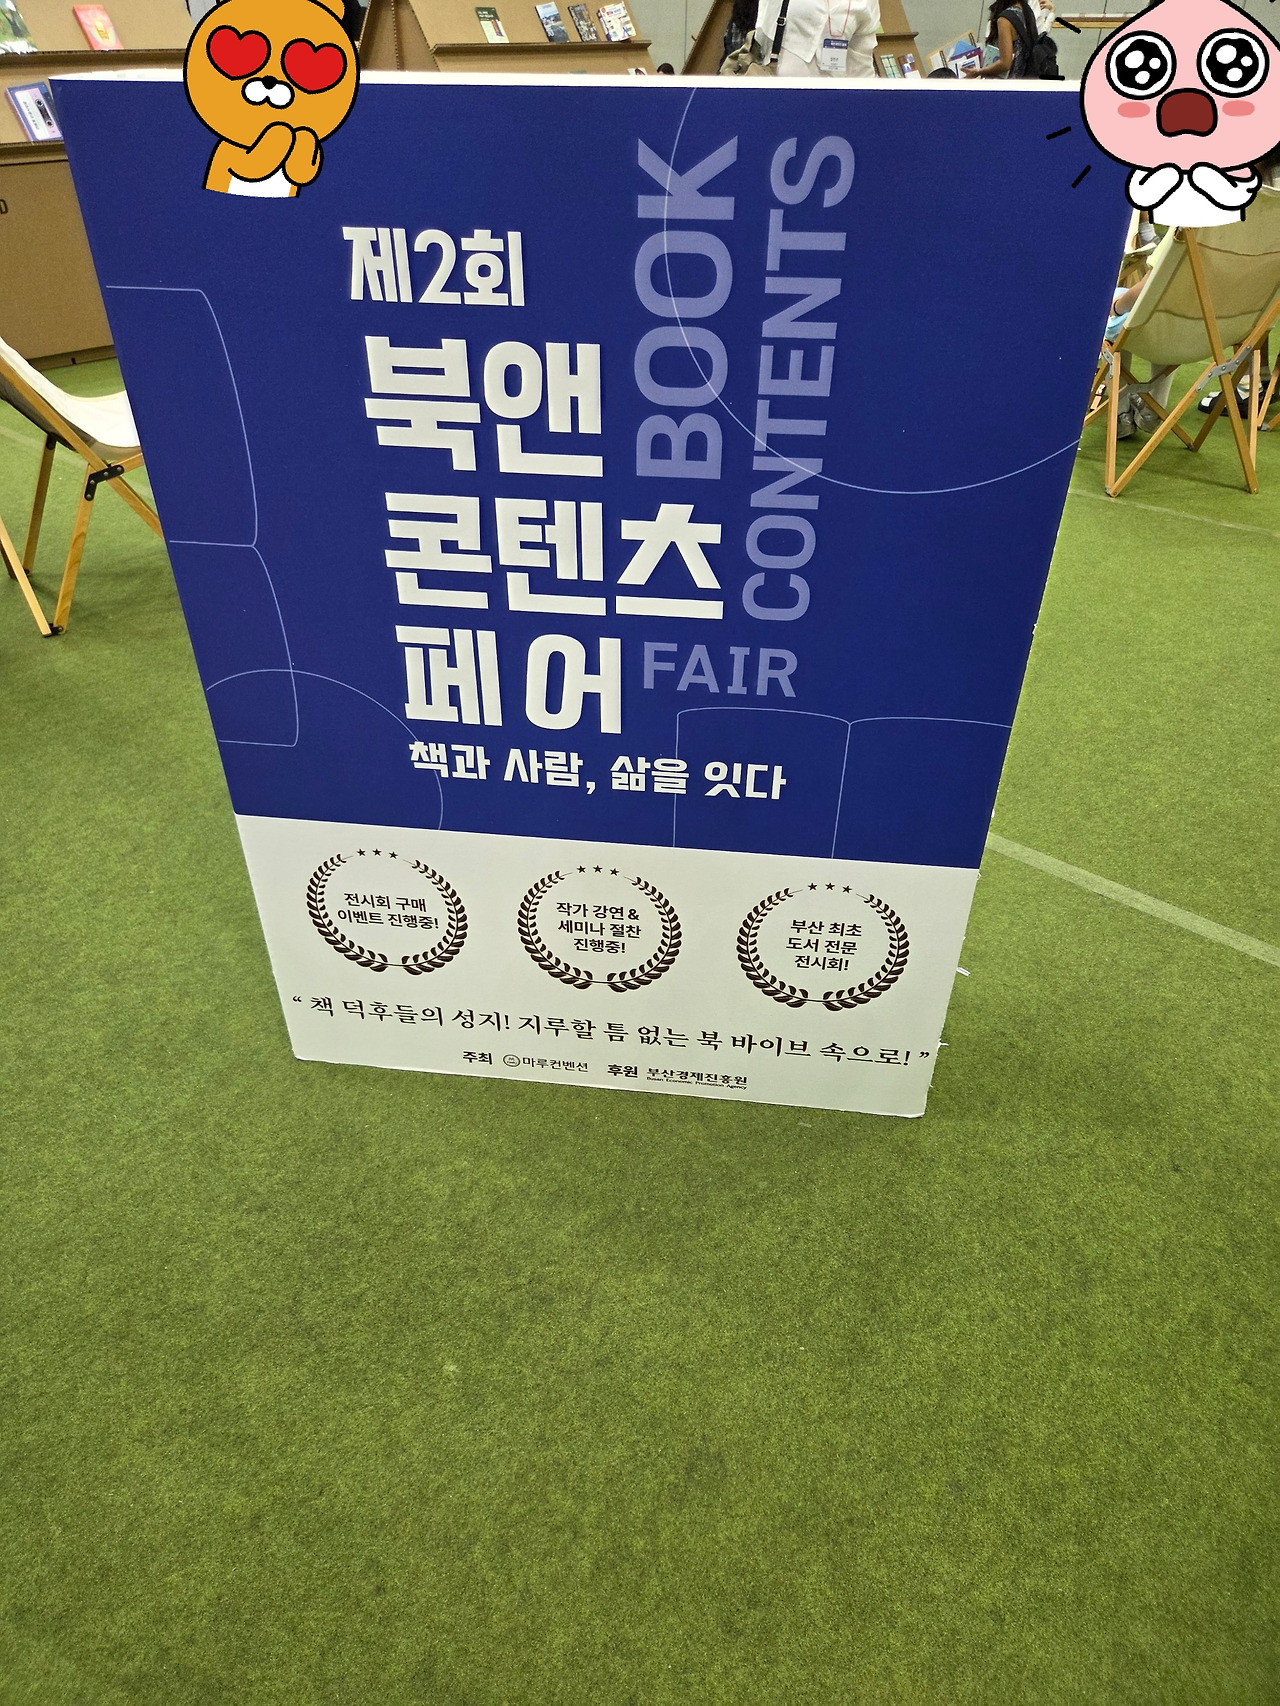 제2회
북앤
콘텐츠
페어
BOOK
CONTENTS
FAIR
책과 사람, 삶을 잇다
전시회 구매
이벤트 진행중!
작가 강연 &
세미나 절찬
진행중!
부산 최초
도서 전문
전시회!
“ 책 덕후들의 성지! 지루할 틈 없는 북 바이브 속으로! ”
주최 마루컨벤션 후원 부산경제진흥원
Busan Economic Promotion Agency